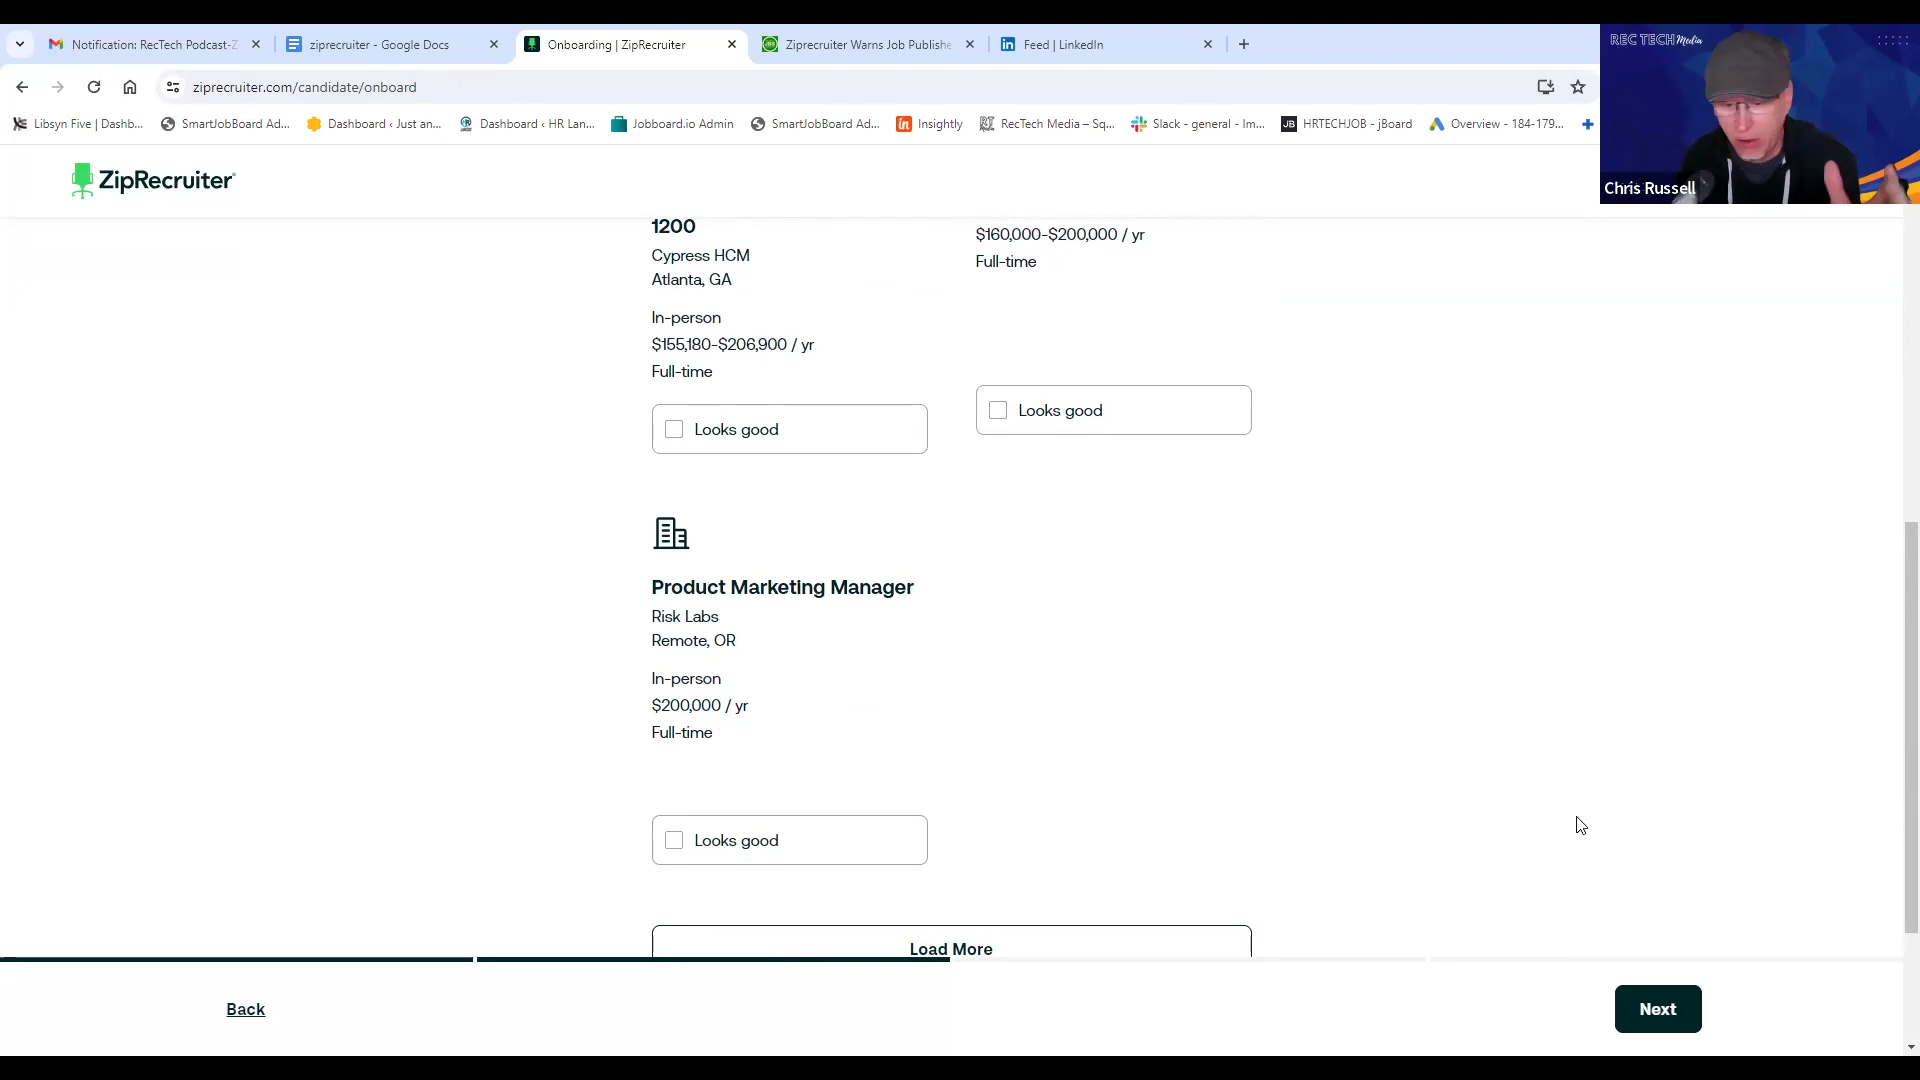 Notification: RecTech Podcast-Z
ziprecruiter - Google Docs
Onboarding | ZipRecruiter
Ziprecruiter Warns Job Publishe
Feed | LinkedIn
ziprecruiter.com/candidate/onboard
Libsyn Five | Dashb...
SmartJobBoard Ad...
Dashboard ‹ Just an...
Dashboard ‹ HR Lan...
Jobboard.io Admin
SmartJobBoard Ad...
Insightly
RecTech Media – Sq...
Slack - general - Im...
JB HRTECHJOB - jBoard
Overview - 184-179...
REC TECH Media
Chris Russell
ZipRecruiter
1200
Cypress HCM
Atlanta, GA
In-person
$155,180-$206,900 / yr
Full-time
Looks good
$160,000-$200,000 / yr
Full-time
Looks good
Product Marketing Manager
Risk Labs
Remote, OR
In-person
$200,000 / yr
Full-time
Looks good
Load More
Back
Next